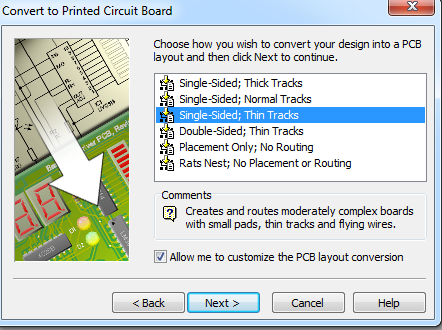 Convert to Printed Circuit Board
Choose how you wish to convert your design into a PCB
layout and then click Next to continue.
Single-Sided; Thick Tracks
Single-Sided; Normal Tracks
Single-Sided; Thin Tracks
Double-Sided; Thin Tracks
Placement Only; No Routing
Rats Nest; No Placement or Routing
Comments
Creates and routes moderately complex boards
with small pads, thin tracks and flying wires.
Allow me to customize the PCB layout conversion
< Back
Next >
Cancel
Help